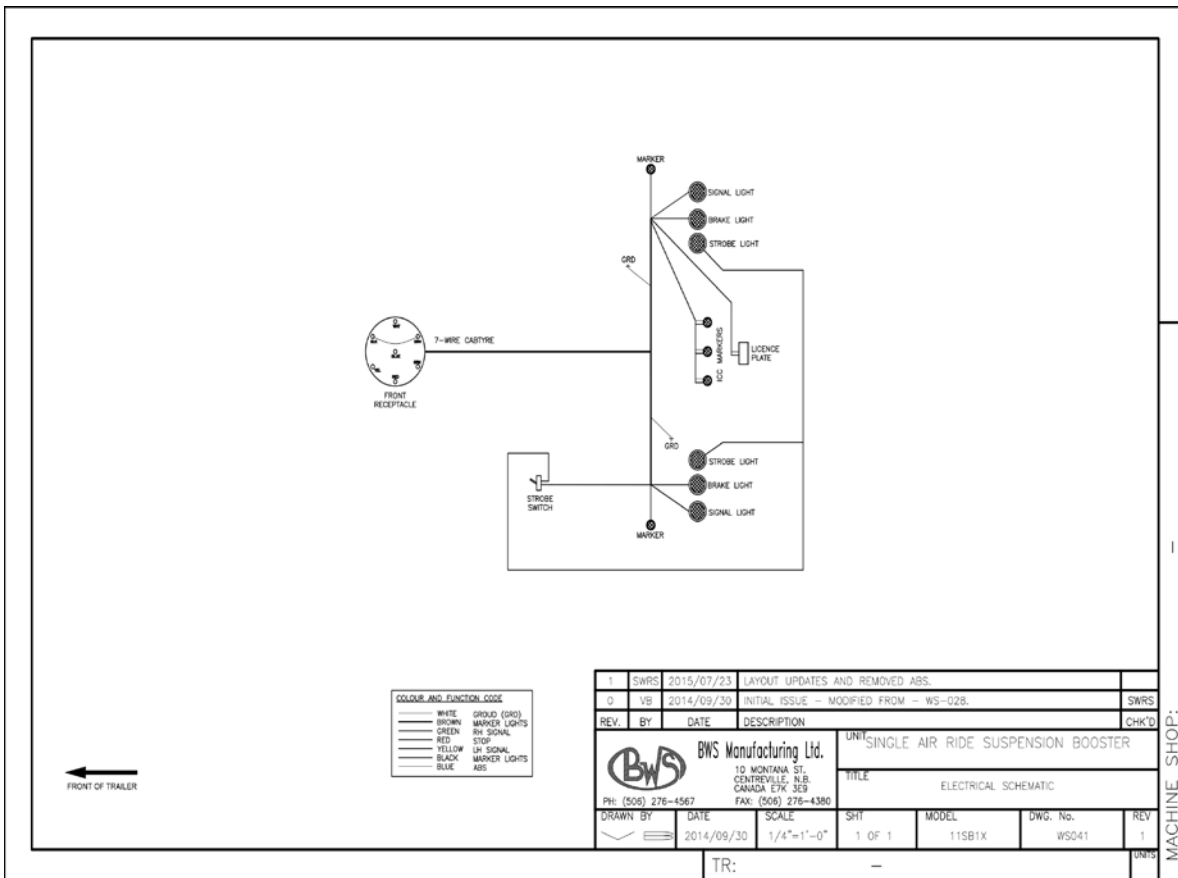 MARKER
SIGNAL LIGHT
BRAKE LIGHT
STROBE LIGHT
GRD
7-WIRE CABTYRE
ICC MARKERS
LICENCE
PLATE
FRONT
RECEPTACLE
GRD
STROBE LIGHT
BRAKE LIGHT
SIGNAL LIGHT
STROBE
SWITCH
MARKER
COLOUR AND FUNCTION CODE
WHITE GROUD (GRD)
BROWN MARKER LIGHTS
GREEN RH SIGNAL
RED STOP
YELLOW LH SIGNAL
BLACK MARKER LIGHTS
BLUE ABS
FRONT OF TRAILER
1 SWRS 2015/07/23 LAYOUT UPDATES AND REMOVED ABS.
0 VB 2014/09/30 INITIAL ISSUE - MODIFIED FROM - WS-028. SWRS
REV. BY DATE DESCRIPTION CHK'D
BWS
BWS Manufacturing Ltd.
10 MONTANA ST.
CENTREVILLE, N.B.
CANADA E7K 3E9
PH: (506) 276-4567 FAX: (506) 276-4380
UNIT SINGLE AIR RIDE SUSPENSION BOOSTER
TITLE
ELECTRICAL SCHEMATIC
DRAWN BY DATE SCALE SHT MODEL DWG. No. REV
2014/09/30 1/4"=1'-0" 1 OF 1 11SB1X WS041 1
TR: -
UNITS
MACHINE SHOP: -